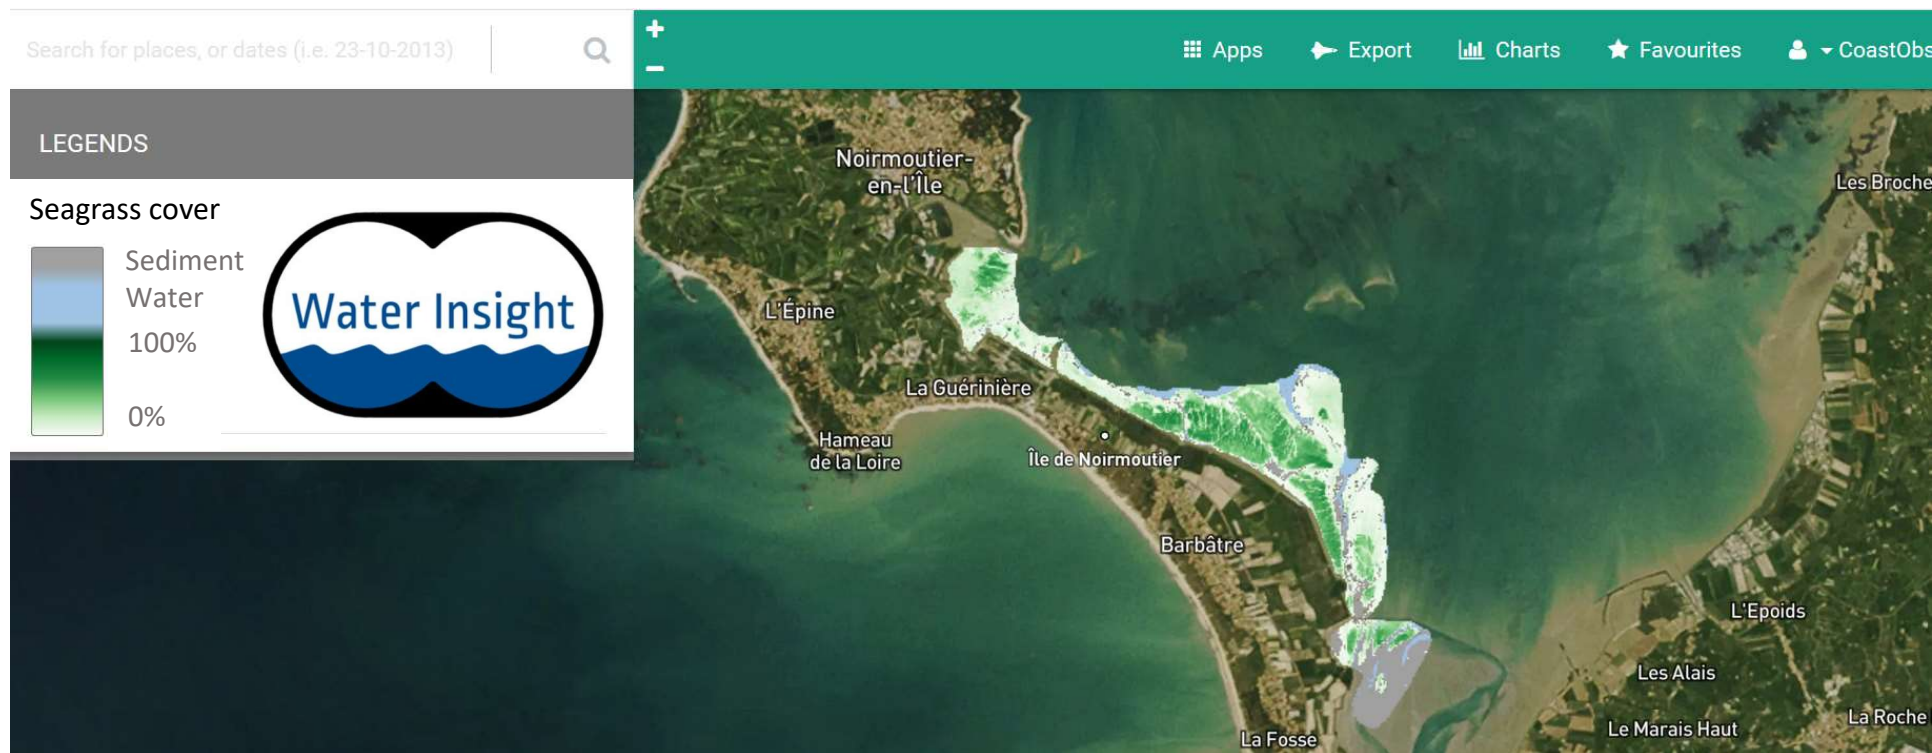 Search for places, or dates (i.e. 23-10-2013)
+
−
Apps
Export
Charts
Favourites
CoastObs
LEGENDS
Seagrass cover
Sediment
Water
100%
0%
Water Insight
Noirmoutier-
en-l'Île
Les Broche
L'Épine
La Guérinière
Hameau
de la Loire
Île de Noirmoutier
Barbâtre
L'Epoids
Les Alais
La Roche
Le Marais Haut
La Fosse